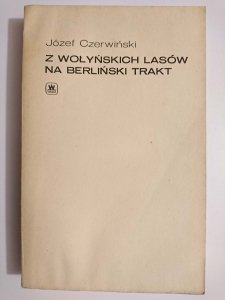 Józef Czerwiński
Z WOŁYŃSKICH LASÓW
NA BERLIŃSKI TRAKT